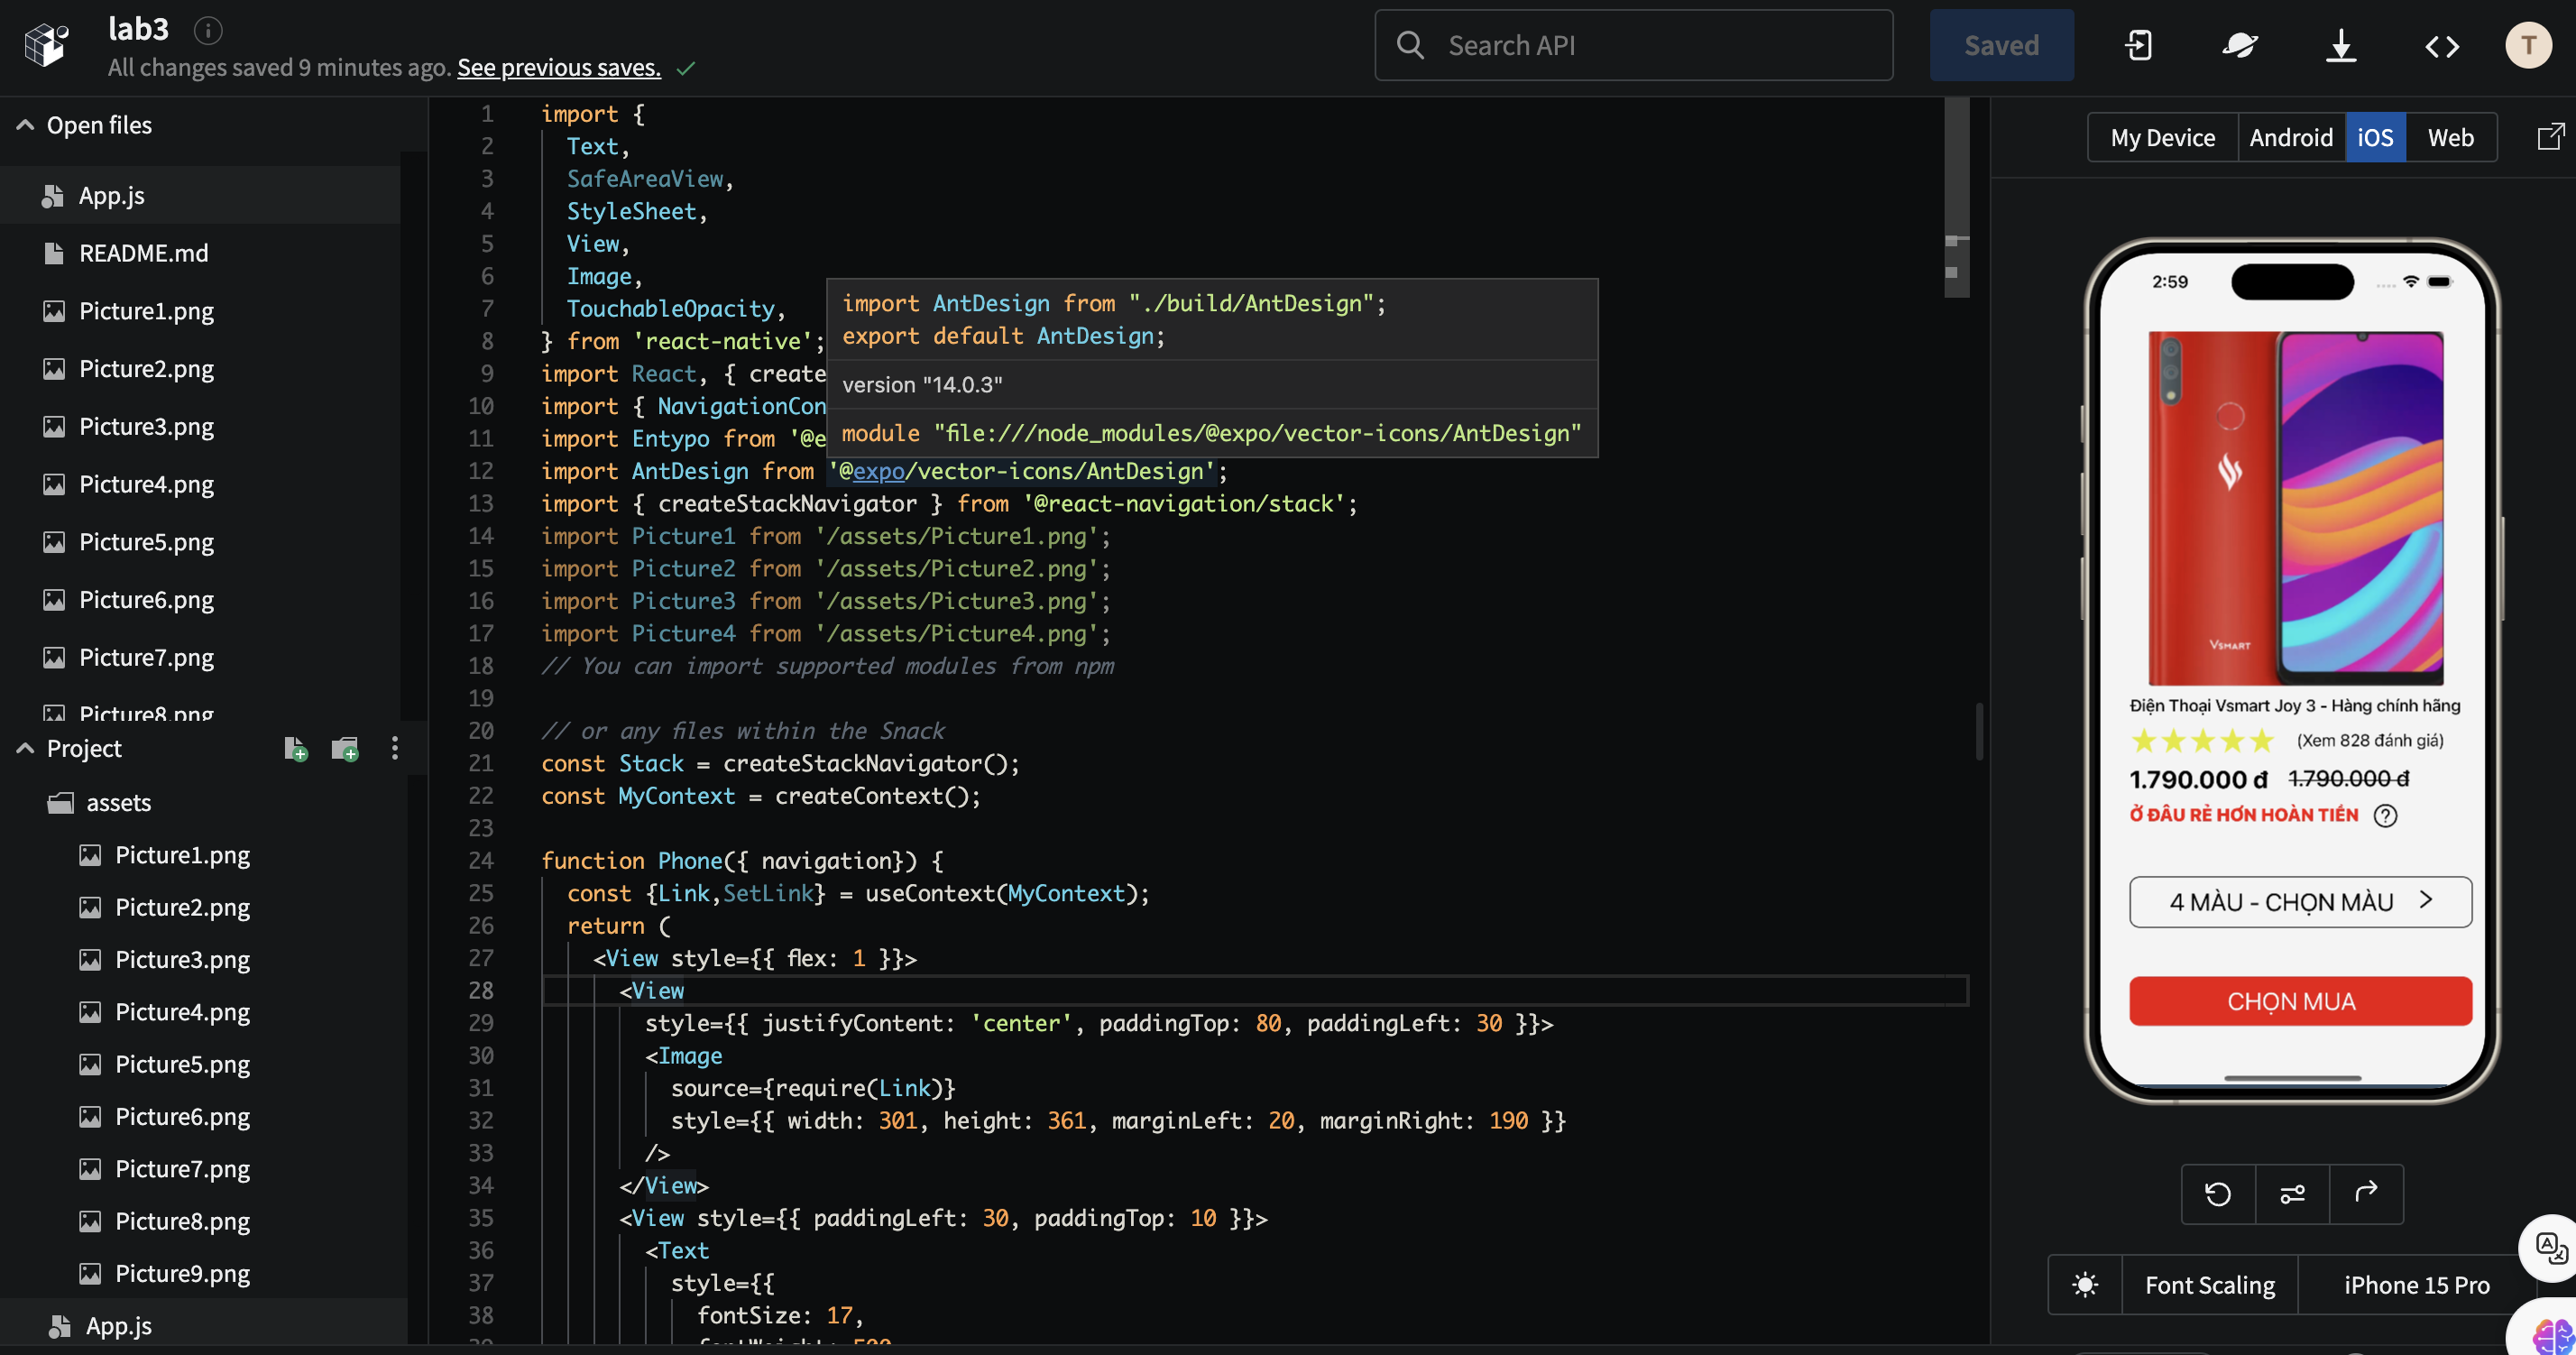 lab3
All changes saved 9 minutes ago. See previous saves.
Search API
Saved
T
Open files
App.js
README.md
Picture1.png
Picture2.png
Picture3.png
Picture4.png
Picture5.png
Picture6.png
Picture7.png
Picture8.png
Project
assets
Picture1.png
Picture2.png
Picture3.png
Picture4.png
Picture5.png
Picture6.png
Picture7.png
Picture8.png
Picture9.png
App.js
1 import {
2 Text,
3 SafeAreaView,
4 StyleSheet,
5 View,
6 Image,
7 TouchableOpacity,
8 } from 'react-native';
9 import React, { create
10 import { NavigationCon
11 import Entypo from '@e
12 import AntDesign from '@expo/vector-icons/AntDesign';
13 import { createStackNavigator } from '@react-navigation/stack';
14 import Picture1 from '/assets/Picture1.png';
15 import Picture2 from '/assets/Picture2.png';
16 import Picture3 from '/assets/Picture3.png';
17 import Picture4 from '/assets/Picture4.png';
18 // You can import supported modules from npm
19
20 // or any files within the Snack
21 const Stack = createStackNavigator();
22 const MyContext = createContext();
23
24 function Phone({ navigation}) {
25 const {Link,SetLink} = useContext(MyContext);
26 return (
27 <View style={{ flex: 1 }}>
28 <View
29 style={{ justifyContent: 'center', paddingTop: 80, paddingLeft: 30 }}>
30 <Image
31 source={require(Link)}
32 style={{ width: 301, height: 361, marginLeft: 20, marginRight: 190 }}
33 />
34 </View>
35 <View style={{ paddingLeft: 30, paddingTop: 10 }}>
36 <Text
37 style={{
38 fontSize: 17,
import AntDesign from "./build/AntDesign";
export default AntDesign;
version "14.0.3"
module "file:///node_modules/@expo/vector-icons/AntDesign"
My Device
Android
iOS
Web
2:59
VSMART
Điện Thoại Vsmart Joy 3 - Hàng chính hãng
(Xem 828 đánh giá)
1.790.000 đ 1.790.000 đ
Ở ĐÂU RẺ HƠN HOÀN TIỀN ?
4 MÀU - CHỌN MÀU >
CHỌN MUA
Font Scaling
iPhone 15 Pro